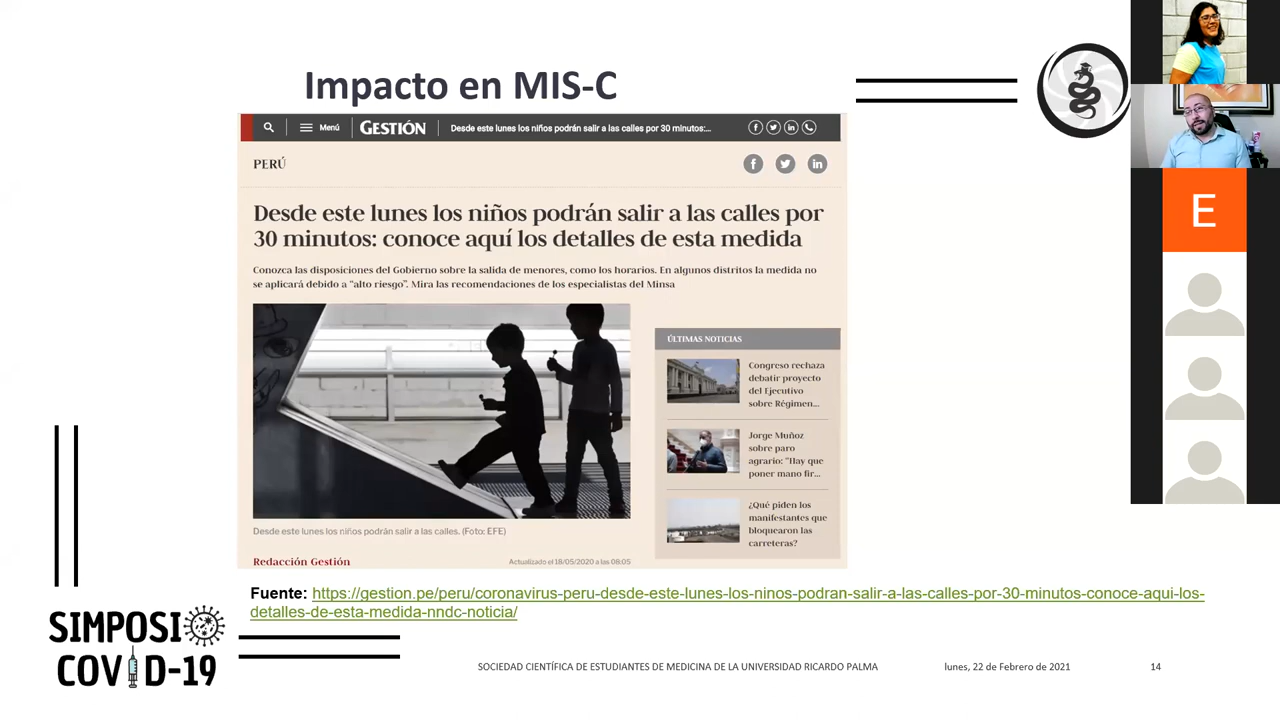 Impacto en MIS-C
Menú
GESTIÓN
Desde este lunes los niños podrán salir a las calles por 30 minutos:...
PERÚ
Desde este lunes los niños podrán salir a las calles por
30 minutos: conoce aquí los detalles de esta medida
Conozca las disposiciones del Gobierno sobre la salida de menores, como los horarios. En algunos distritos la medida no
se aplicará debido a “alto riesgo”. Mira las recomendaciones de los especialistas del Minsa
ÚLTIMAS NOTICIAS
Congreso rechaza
debatir proyecto
del Ejecutivo
sobre Régimen...
Jorge Muñoz
sobre paro
agrario: “Hay que
poner mano fir...
¿Qué piden los
manifestantes que
bloquearon las
carreteras?
Desde este lunes los niños podrán salir a las calles. (Foto: EFE)
Redacción Gestión
Actualizado el 18/05/2020 a las 08:05
Fuente: https://gestion.pe/peru/coronavirus-peru-desde-este-lunes-los-ninos-podran-salir-a-las-calles-por-30-minutos-conoce-aqui-los-
detalles-de-esta-medida-nndc-noticia/
SIMPOSIO
COVID-19
SOCIEDAD CIENTÍFICA DE ESTUDIANTES DE MEDICINA DE LA UNIVERSIDAD RICARDO PALMA
lunes, 22 de Febrero de 2021
14
E